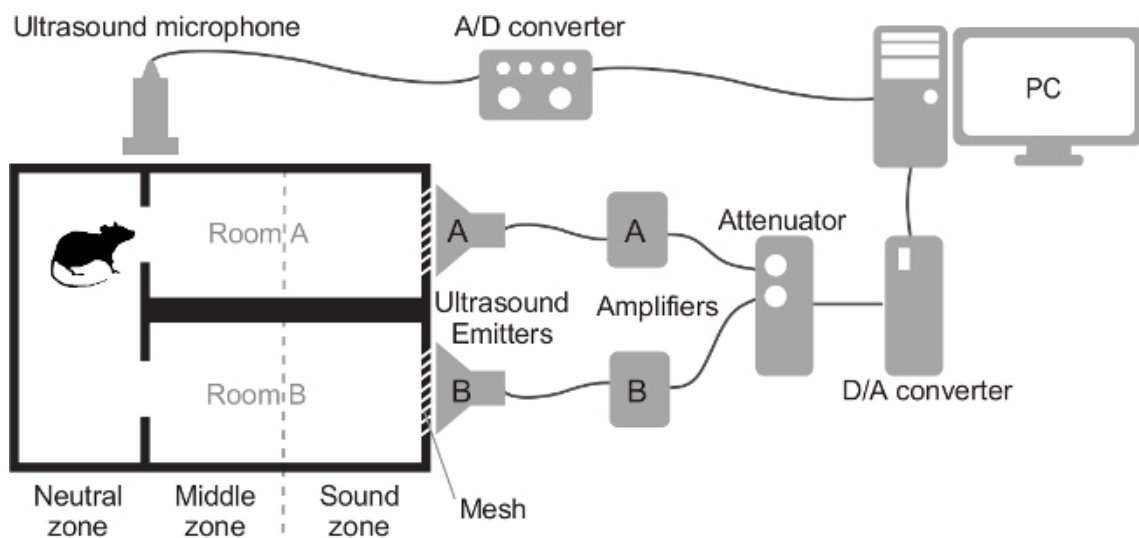 Ultrasound microphone
A/D converter
PC
Room A
A
A
Attenuator
Ultrasound
Emitters
Amplifiers
Room B
B
B
D/A converter
Neutral
zone
Middle
zone
Sound
zone
Mesh